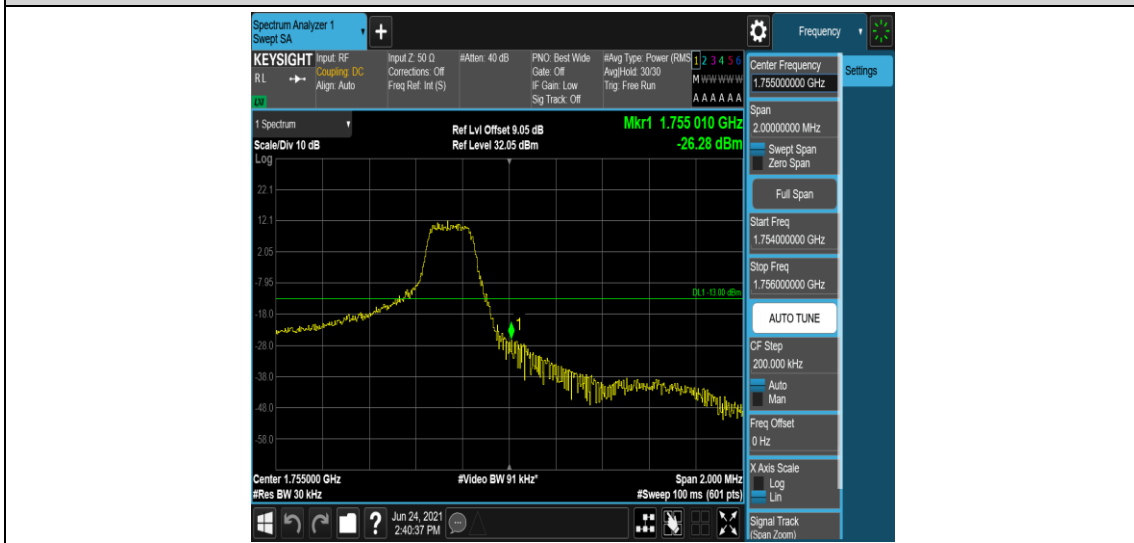 Spectrum Analyzer 1
Swept SA
+
Frequency
KEYSIGHT
RL
LXI
Input: RF
Coupling: DC
Align: Auto
Input Z: 50 Ω
Corrections: Off
Freq Ref: Int (S)
#Atten: 40 dB
PNO: Best Wide
Gate: Off
IF Gain: Low
Sig Track: Off
#Avg Type: Power (RMS
Avg|Hold: 30/30
Trig: Free Run
1 2 3 4 5 6
M W W W W W
A A A A A A
1 Spectrum
Scale/Div 10 dB
Ref Lvl Offset 9.05 dB
Ref Level 32.05 dBm
Mkr1 1.755 010 GHz
-26.28 dBm
Log
22.1
12.1
2.05
-7.95
-18.0
-28.0
-38.0
-48.0
-58.0
DL1 -13.00 dBm
1
Center 1.755000 GHz
#Res BW 30 kHz
#Video BW 91 kHz*
Span 2.000 MHz
#Sweep 100 ms (601 pts)
Center Frequency
1.755000000 GHz
Settings
Span
2.00000000 MHz
Swept Span
Zero Span
Full Span
Start Freq
1.754000000 GHz
Stop Freq
1.756000000 GHz
AUTO TUNE
CF Step
200.000 kHz
Auto
Man
Freq Offset
0 Hz
X Axis Scale
Log
Lin
Signal Track
(Span Zoom)
?
Jun 24, 2021
2:40:37 PM